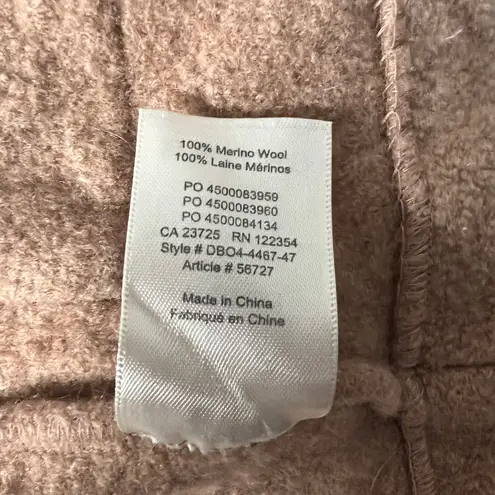 100% Merino Wool
100% Laine Mérinos
PO 4500083959
PO 4500083960
PO 4500084134
CA 23725 RN 122354
Style # DBO4-4467-47
Article # 56727
Made in China
Fabriqué en Chine